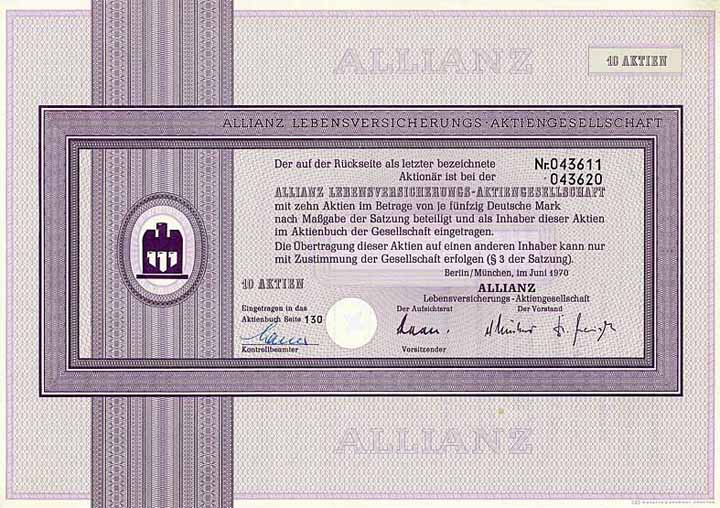 ALLIANZ
10 AKTIEN
ALLIANZ LEBENSVERSICHERUNGS-AKTIENGESELLSCHAFT
Der auf der Rückseite als letzter bezeichnete
Aktionär ist bei der
Nr.043611
043620
ALLIANZ LEBENSVERSICHERUNGS-AKTIENGESELLSCHAFT
mit zehn Aktien im Betrage von je fünfzig Deutsche Mark
nach Maßgabe der Satzung beteiligt und als Inhaber dieser Aktien
im Aktienbuch der Gesellschaft eingetragen.
Die Übertragung dieser Aktien auf einen anderen Inhaber kann nur
mit Zustimmung der Gesellschaft erfolgen (§ 3 der Satzung).
Berlin/München, im Juni 1970
10 AKTIEN
ALLIANZ
Lebensversicherungs-Aktiengesellschaft
Eingetragen in das
Aktienbuch Seite 130
Der Aufsichtsrat
Der Vorstand
Kontrollbeamter
Vorsitzender
ALLIANZ